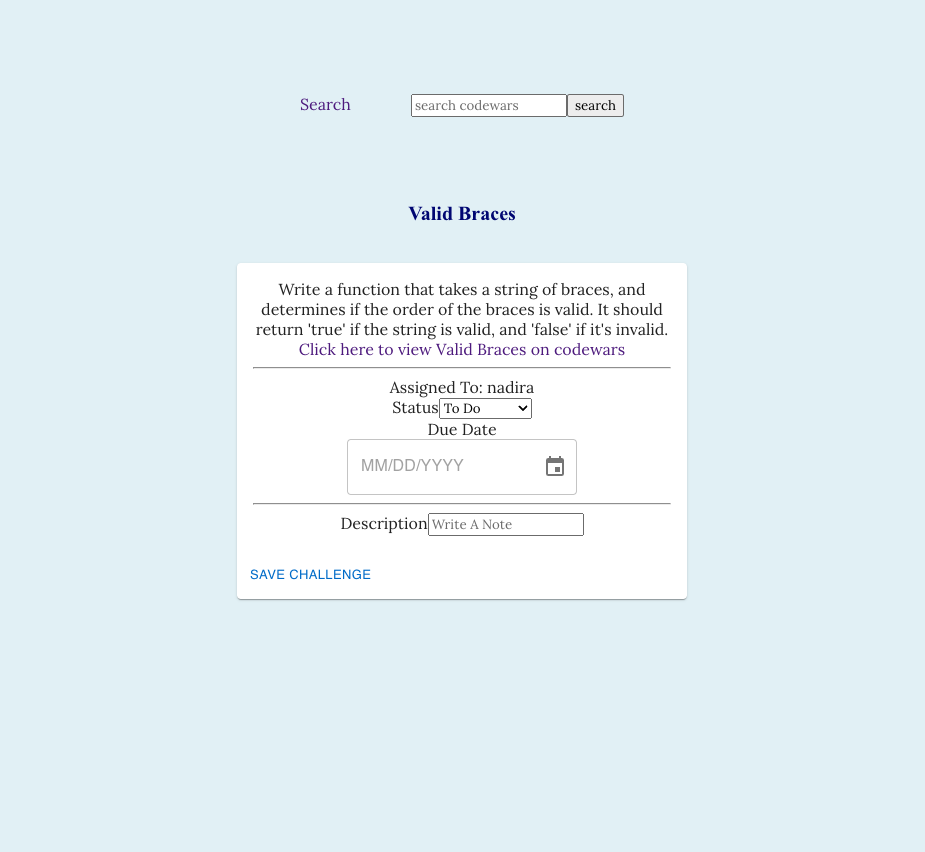 Search search codewars search
Valid Braces
Write a function that takes a string of braces, and
determines if the order of the braces is valid. It should
return 'true' if the string is valid, and 'false' if it's invalid.
Click here to view Valid Braces on codewars
Assigned To: nadira
Status To Do
Due Date
MM/DD/YYYY
Description Write A Note
SAVE CHALLENGE